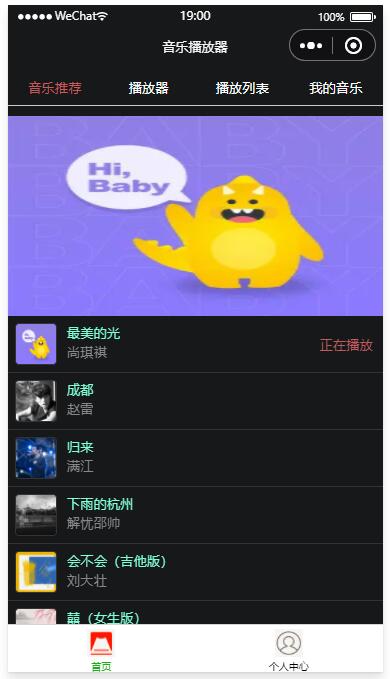 WeChat
19:00
100%
音乐播放器
音乐推荐 播放器 播放列表 我的音乐
Hi,
Baby
最美的光
尚琪祺
正在播放
成都
赵雷
归来
满江
下雨的杭州
解忧邵帅
会不会（吉他版）
刘大壮
囍（女生版）
首页
个人中心